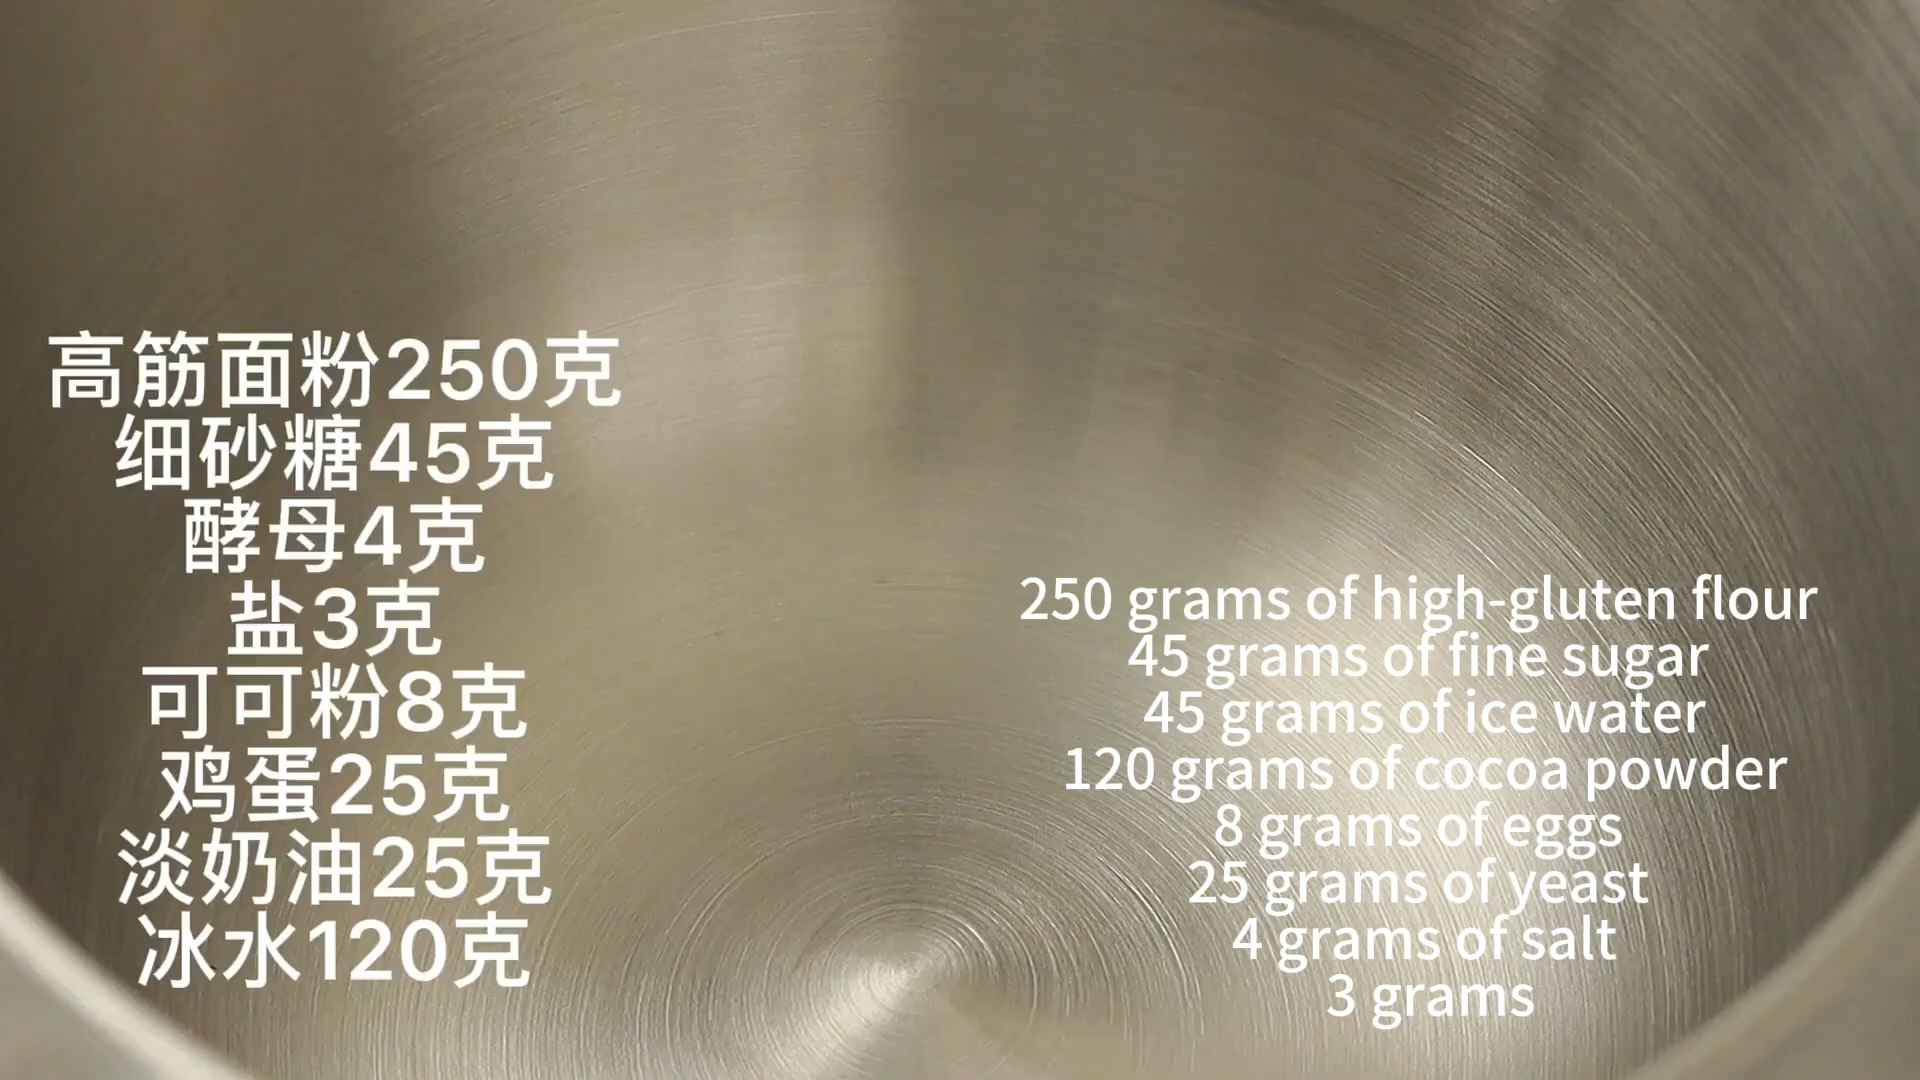 高筋面粉250克
细砂糖45克
酵母4克
盐3克
可可粉8克
鸡蛋25克
淡奶油25克
冰水120克
250 grams of high-gluten flour
45 grams of fine sugar
45 grams of ice water
120 grams of cocoa powder
8 grams of eggs
25 grams of yeast
4 grams of salt
3 grams